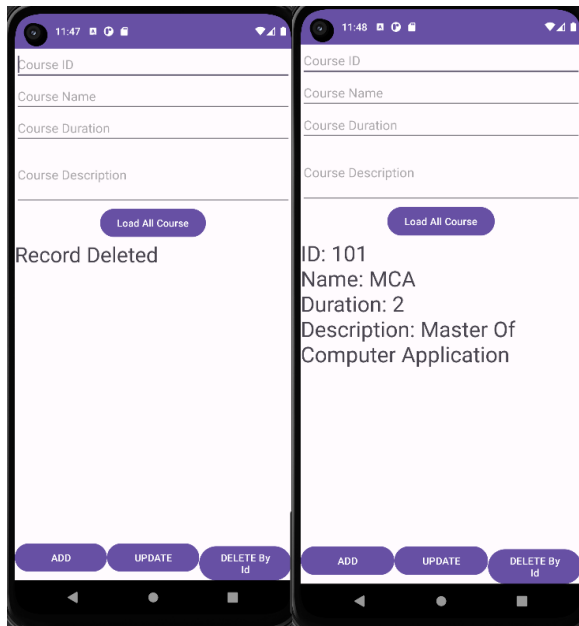 11:47
Course ID
Course Name
Course Duration
Course Description
Load All Course
Record Deleted
ADD
UPDATE
DELETE By
Id
11:48
Course ID
Course Name
Course Duration
Course Description
Load All Course
ID: 101
Name: MCA
Duration: 2
Description: Master Of
Computer Application
ADD
UPDATE
DELETE By
Id